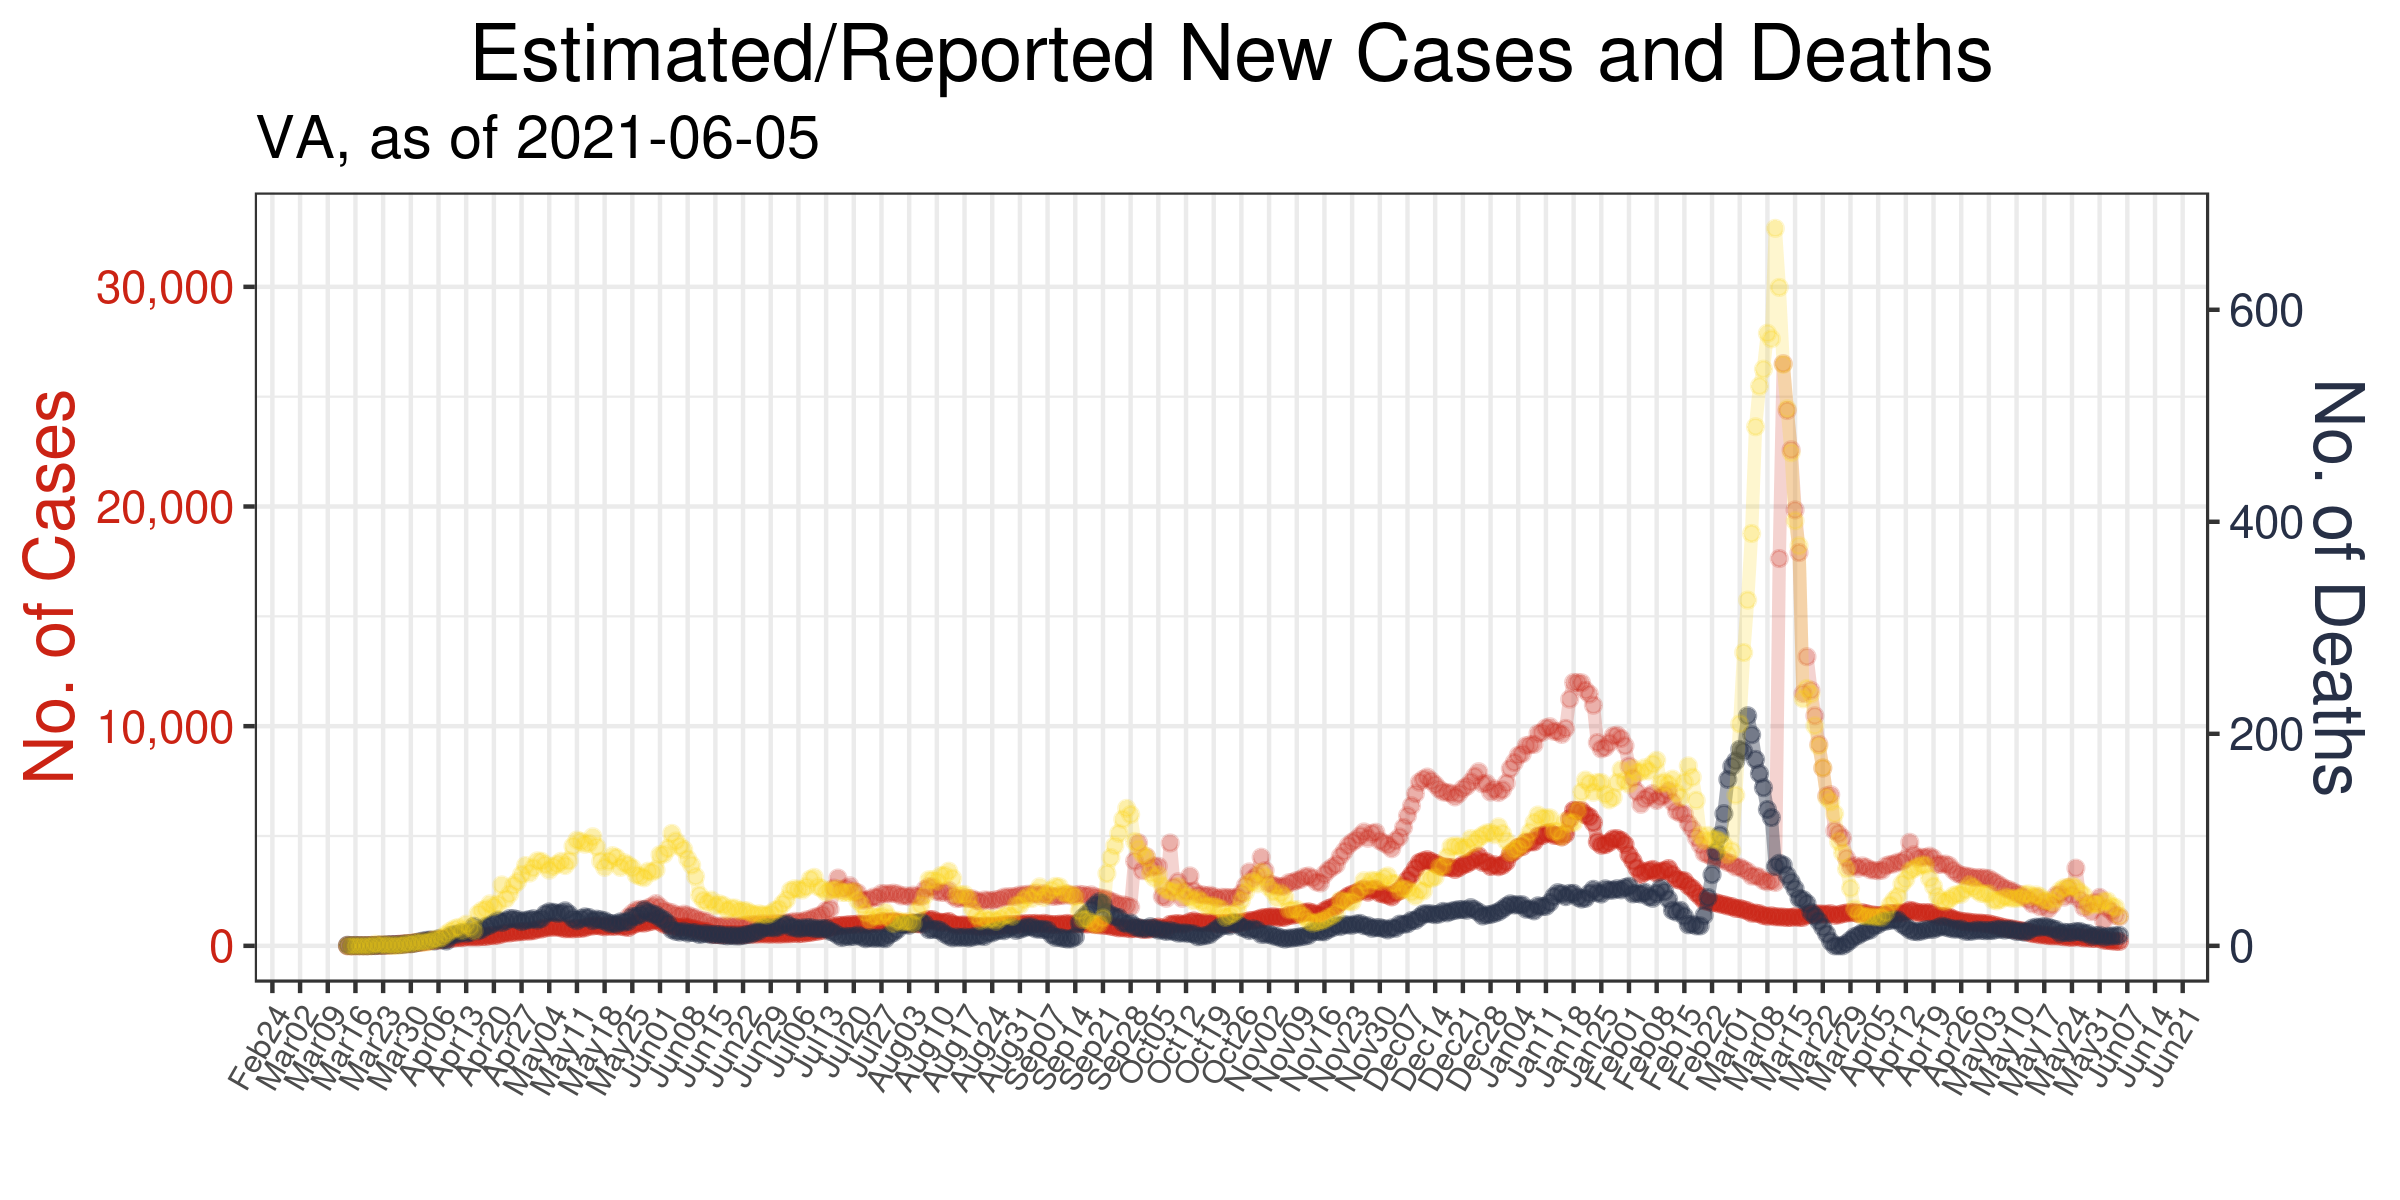 Estimated/Reported New Cases and Deaths
VA, as of 2021-06-05
No. of Cases
30,000
20,000
10,000
0
No. of Deaths
600
400
200
0
Feb24
Mar02
Mar09
Mar16
Mar23
Mar30
Apr06
Apr13
Apr20
Apr27
May04
May11
May18
May25
Jun01
Jun08
Jun15
Jun22
Jun29
Jul06
Jul13
Jul20
Jul27
Aug03
Aug10
Aug17
Aug24
Aug31
Sep07
Sep14
Sep21
Sep28
Oct05
Oct12
Oct19
Oct26
Nov02
Nov09
Nov16
Nov23
Nov30
Dec07
Dec14
Dec21
Dec28
Jan04
Jan11
Jan18
Jan25
Feb01
Feb08
Feb15
Feb22
Mar01
Mar08
Mar15
Mar22
Mar29
Apr05
Apr12
Apr19
Apr26
May03
May10
May17
May24
May31
Jun07
Jun14
Jun21